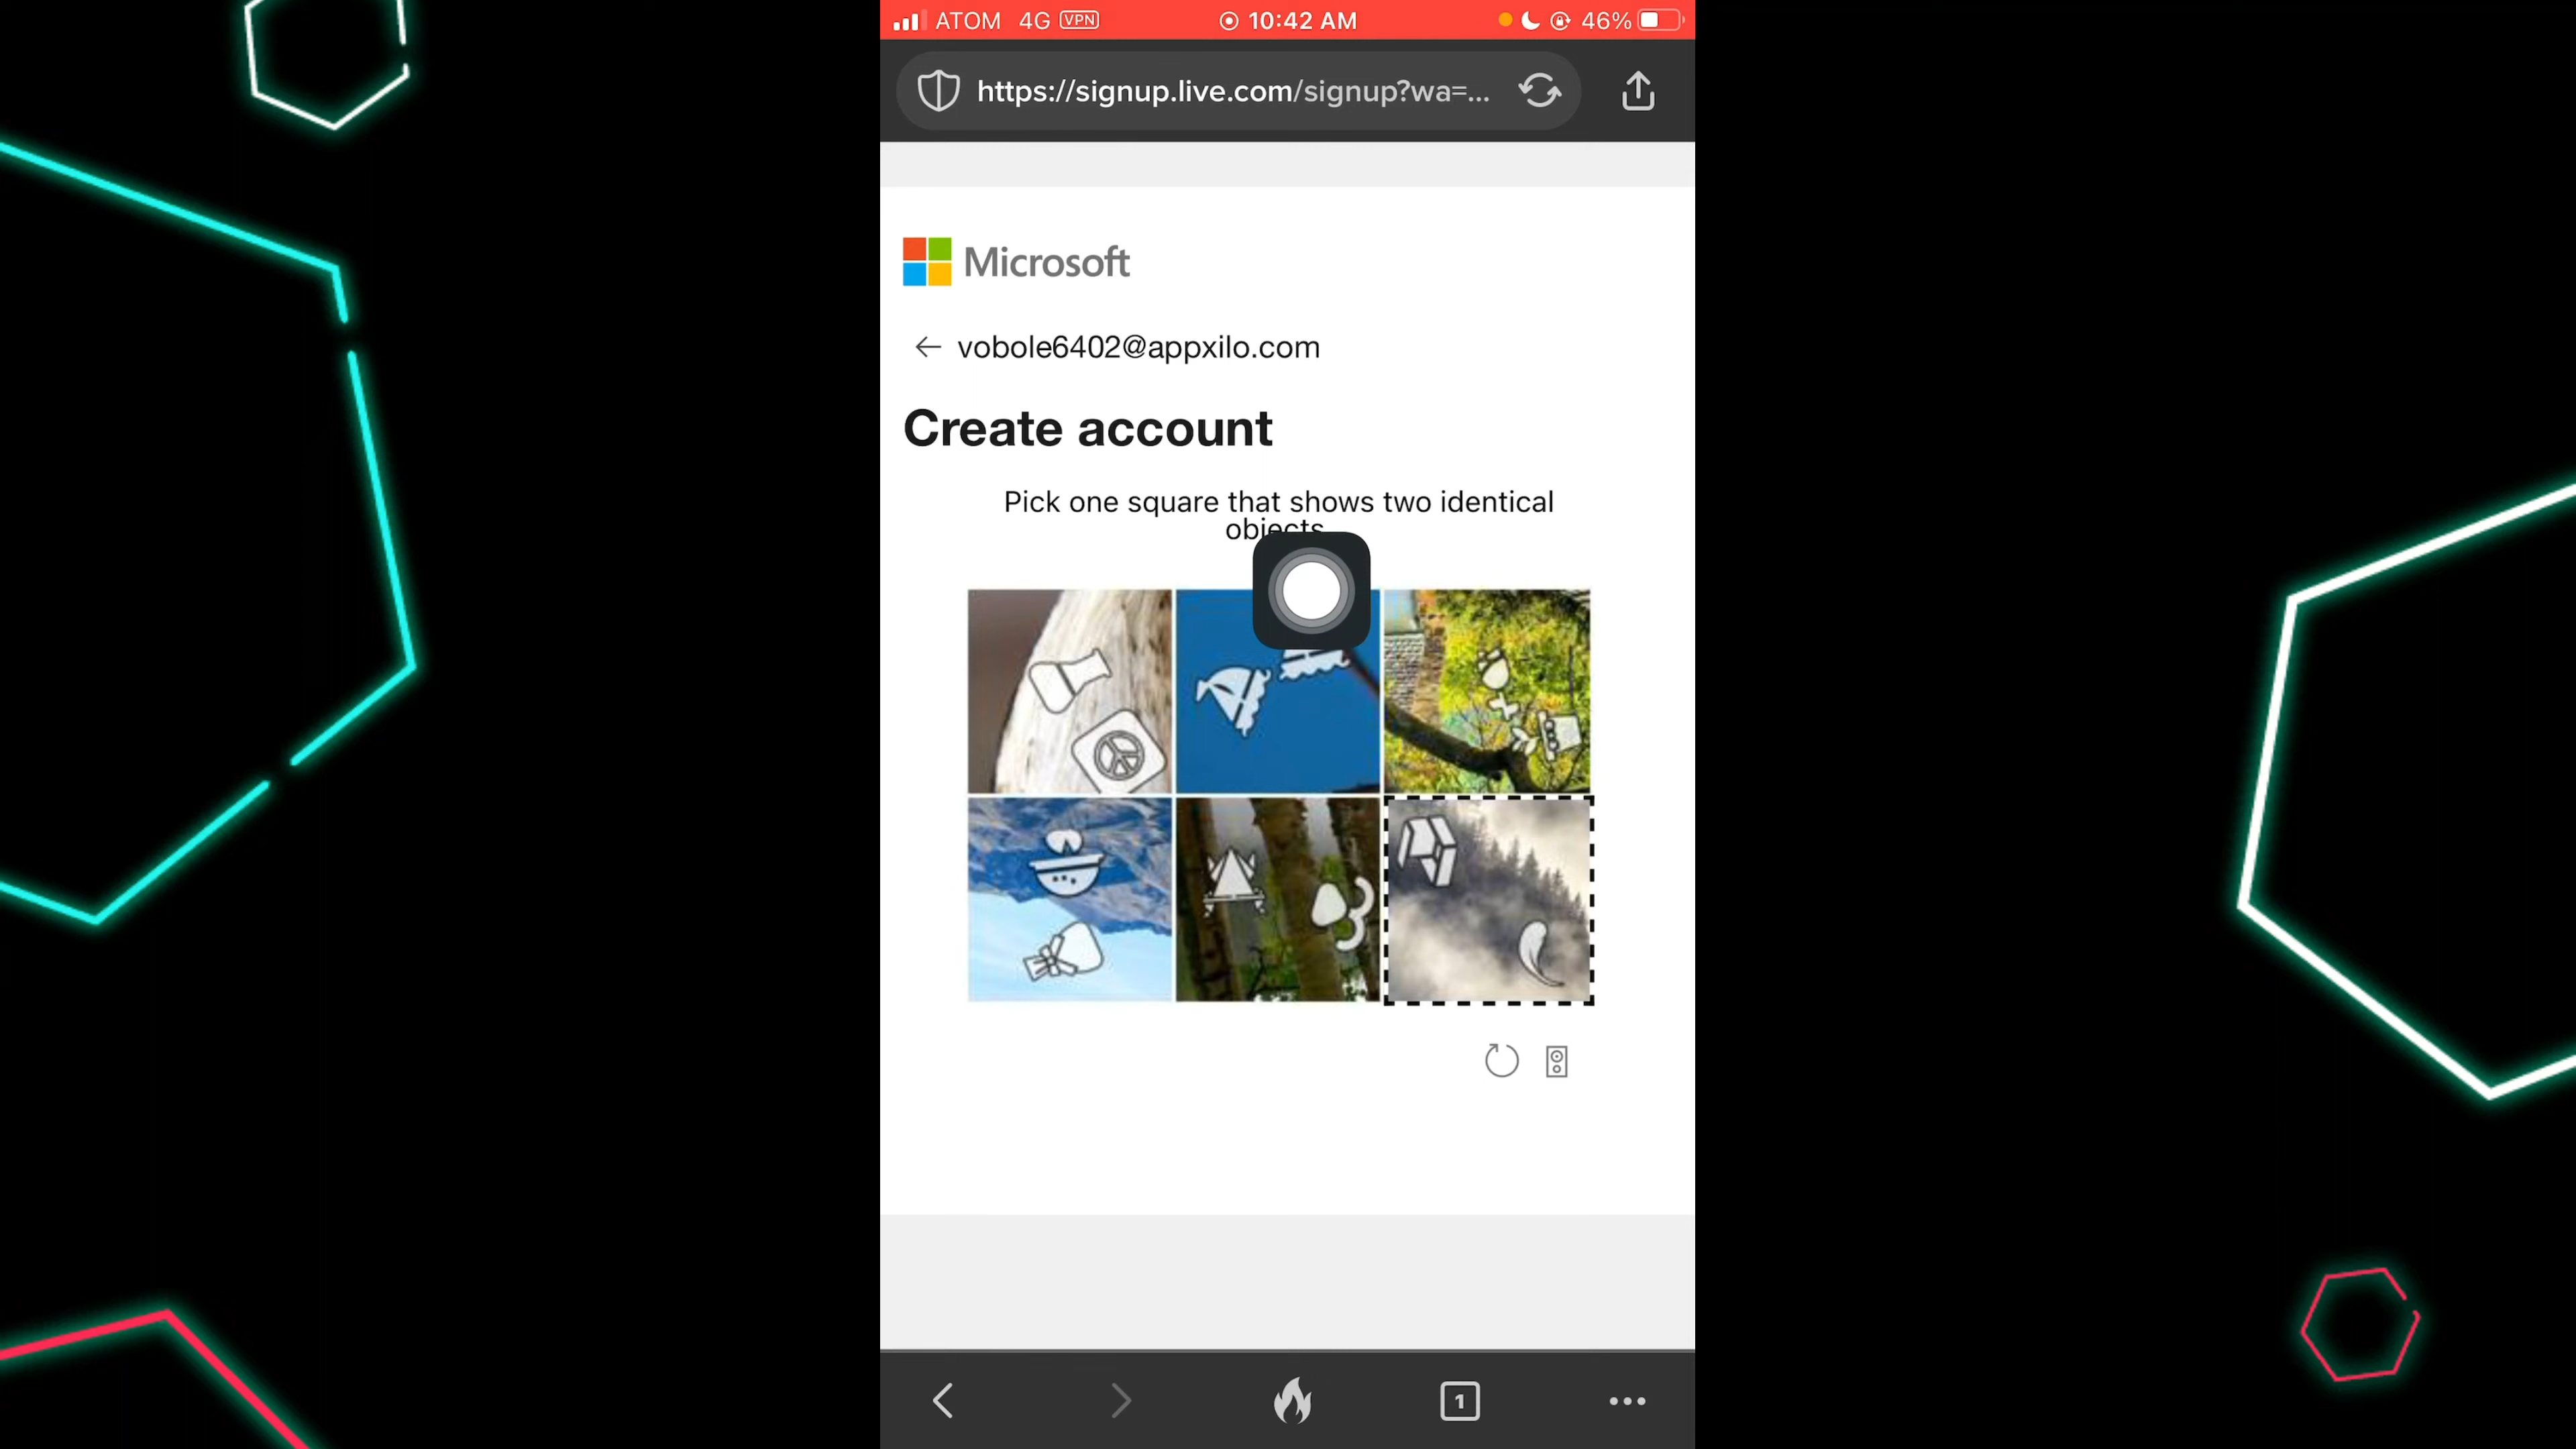 ATOM 4G VPN 10:42 AM 46%
https://signup.live.com/signup?wa=...
Microsoft
vobole6402@appxilo.com
Create account
Pick one square that shows two identical
objects
1